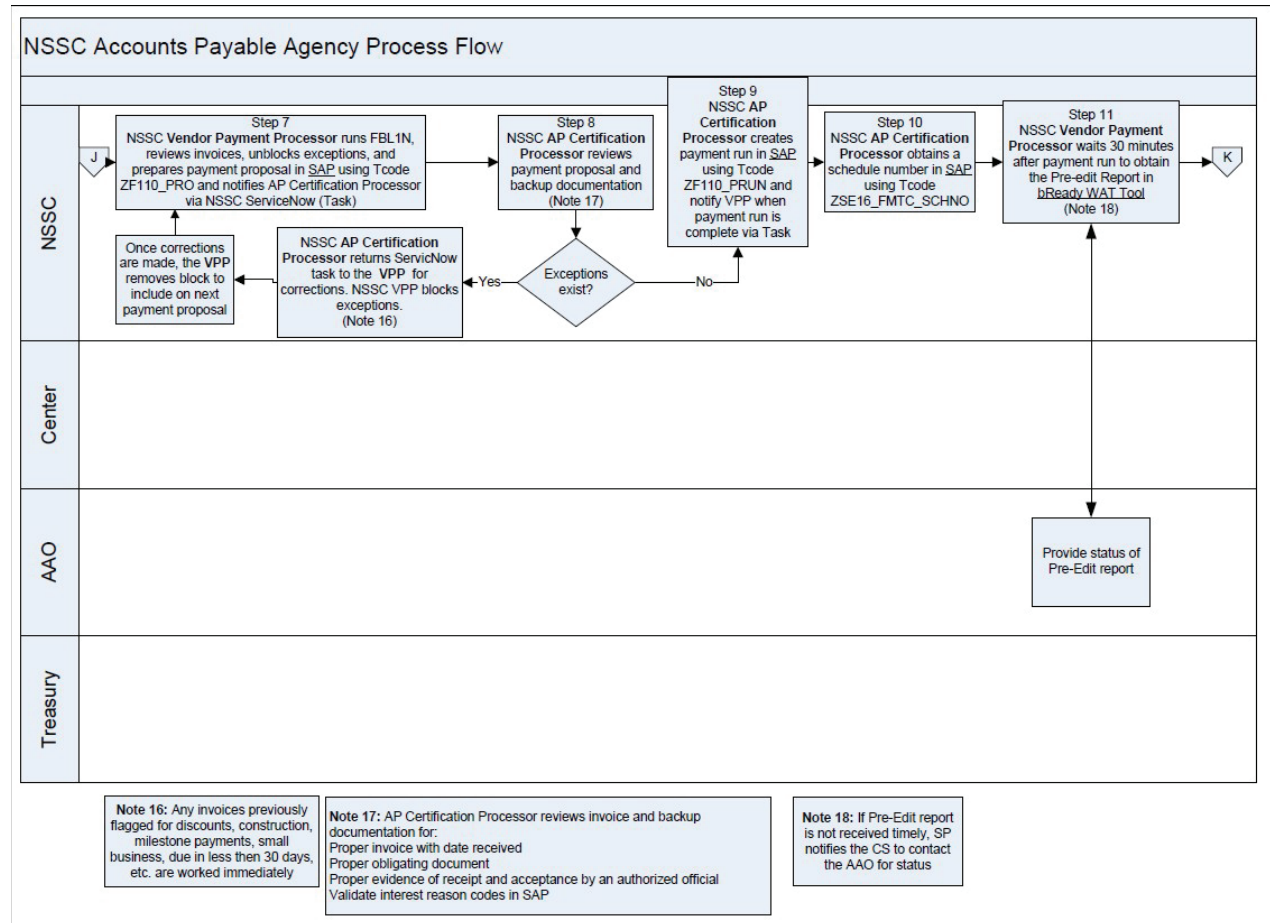 NSSC Accounts Payable Agency Process Flow
NSSC
J
Step 7
NSSC Vendor Payment Processor runs FBL1N,
reviews invoices, unblocks exceptions, and
prepares payment proposal in SAP using Tcode
ZF110_PRO and notifies AP Certification Processor
via NSSC ServiceNow (Task)
Step 8
NSSC AP Certification
Processor reviews
payment proposal and
backup documentation
(Note 17)
Step 9
NSSC AP
Certification
Processor creates
payment run in SAP
using Tcode
ZF110_PRUN and
notify VPP when
payment run is
complete via Task
Step 10
NSSC AP Certification
Processor obtains a
schedule number in SAP
using Tcode
ZSE16_FMTC_SCHNO
Step 11
NSSC Vendor Payment
Processor waits 30 minutes
after payment run to obtain
the Pre-edit Report in
bReady WAT Tool
(Note 18)
K
Once corrections
are made, the VPP
removes block to
include on next
payment proposal
NSSC AP Certification
Processor returns ServicNow
task to the VPP for
corrections. NSSC VPP blocks
exceptions.
(Note 16)
Yes
Exceptions
exist?
No
Center
AAO
Provide status of
Pre-Edit report
Treasury
Note 16: Any invoices previously
flagged for discounts, construction,
milestone payments, small
business, due in less then 30 days,
etc. are worked immediately
Note 17: AP Certification Processor reviews invoice and backup
documentation for:
Proper invoice with date received
Proper obligating document
Proper evidence of receipt and acceptance by an authorized official
Validate interest reason codes in SAP
Note 18: If Pre-Edit report
is not received timely, SP
notifies the CS to contact
the AAO for status